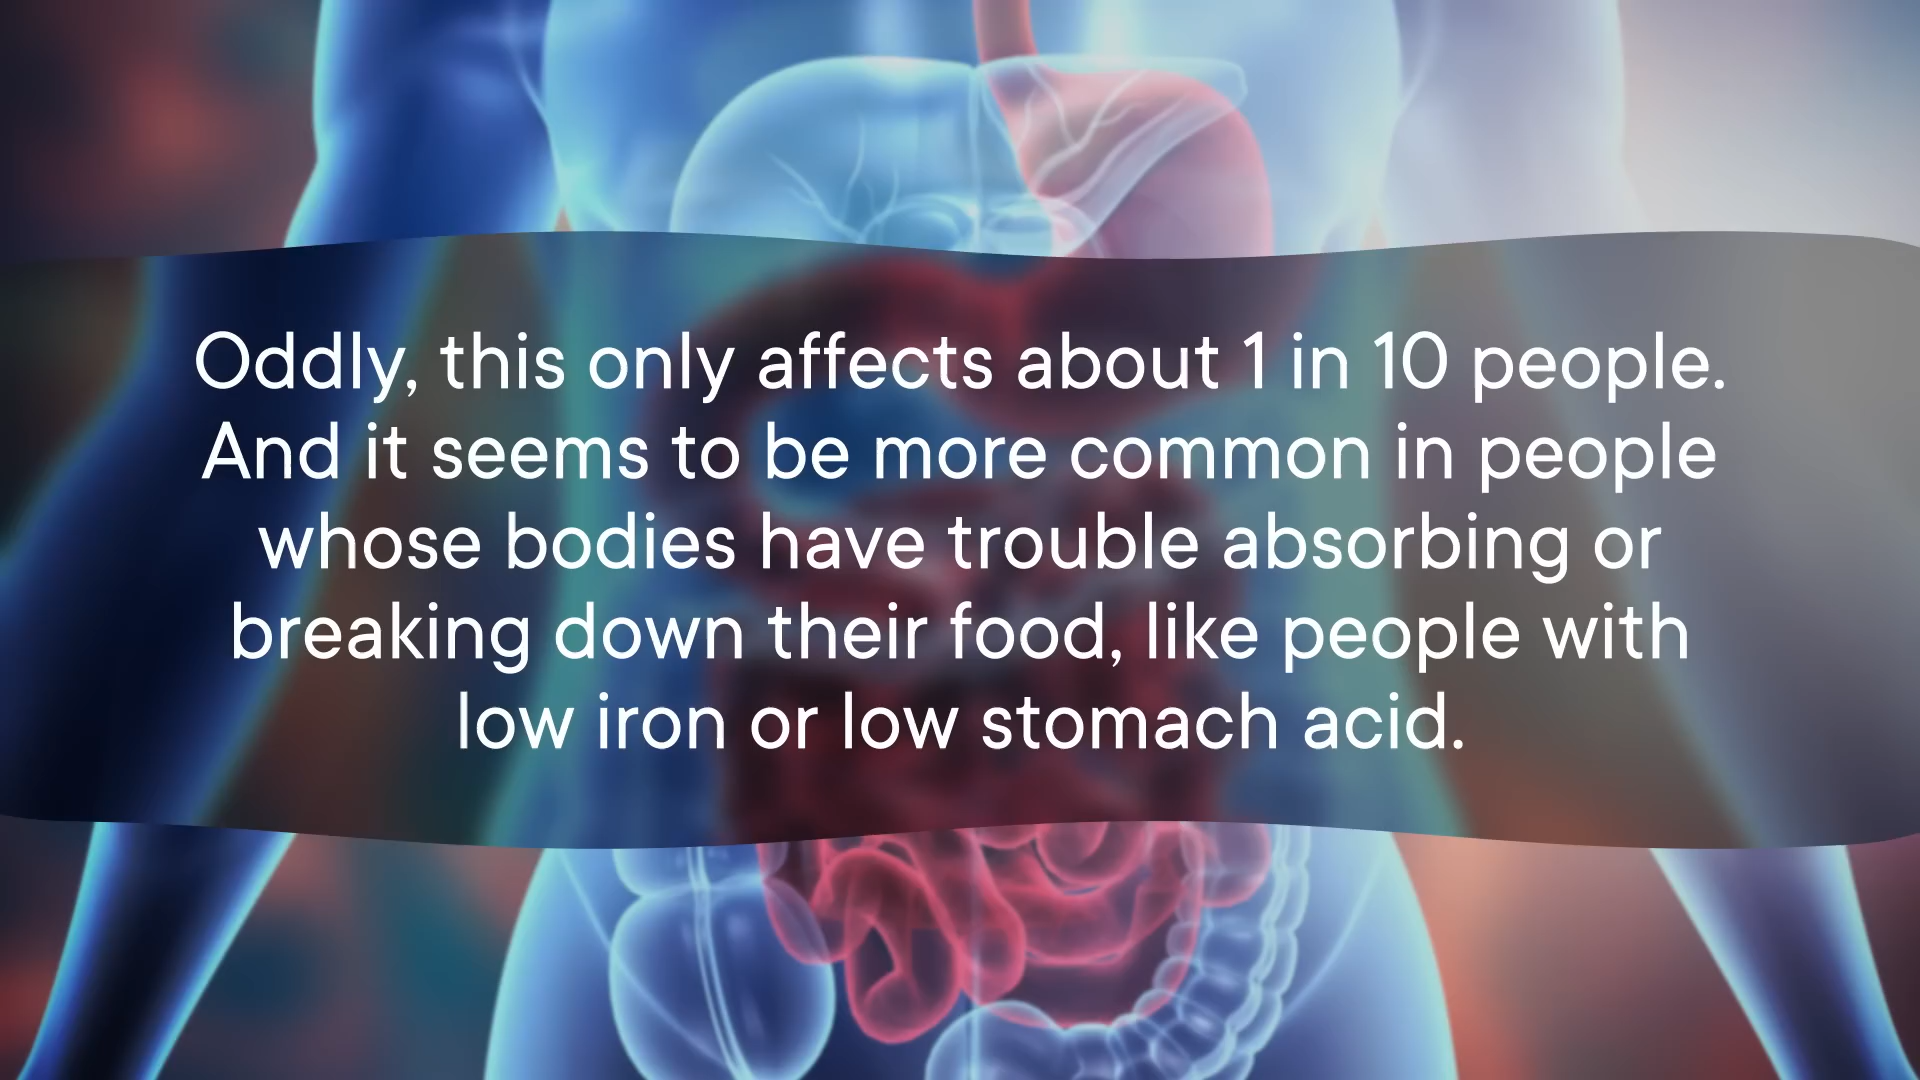 Oddly, this only affects about 1 in 10 people.
And it seems to be more common in people
whose bodies have trouble absorbing or
breaking down their food, like people with
low iron or low stomach acid.